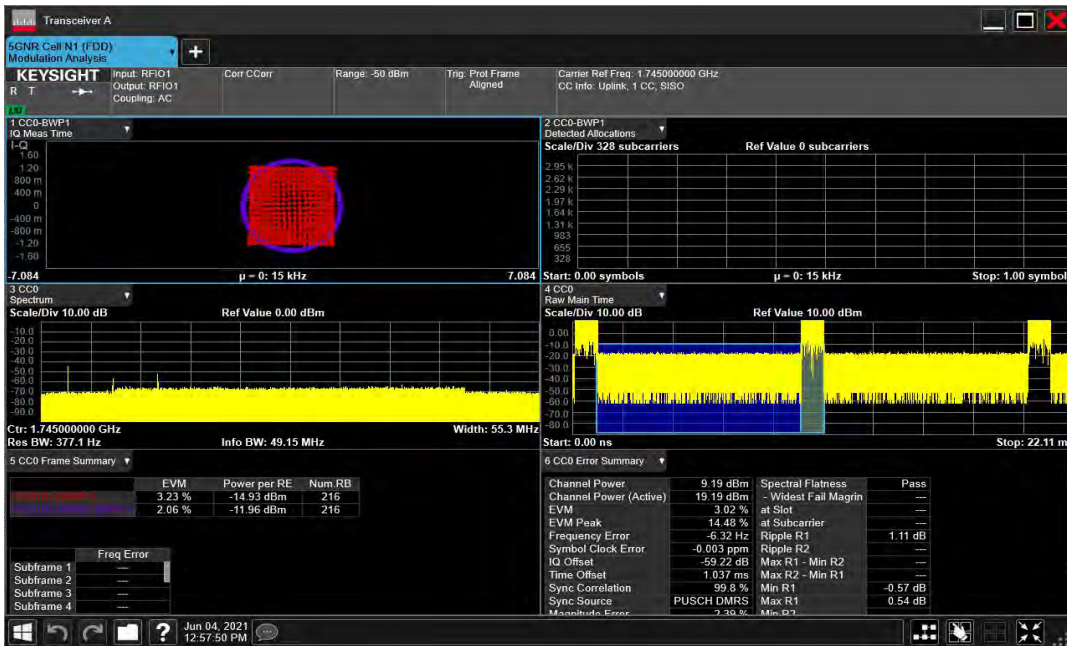 Transceiver A
5GNR Cell N1 (FDD)
Modulation Analysis
+
KEYSIGHT
R T
Input: RFIO1
Output: RFIO1
Coupling: AC
Corr CCorr
Range: -50 dBm
Trig: Prot Frame
Aligned
Carrier Ref Freq: 1.745000000 GHz
CC Info: Uplink, 1 CC, SISO
1 CC0-BWP1
IQ Meas Time
I-Q
1.60
1.20
800 m
400 m
0
-400 m
-800 m
-1.20
-1.60
-7.084
μ = 0: 15 kHz
7.084
2 CC0-BWP1
Detected Allocations
Scale/Div 328 subcarriers
Ref Value 0 subcarriers
2.95 k
2.62 k
2.29 k
1.97 k
1.64 k
1.31 k
983
655
328
Start: 0.00 symbols
μ = 0: 15 kHz
Stop: 1.00 symbol
3 CC0
Spectrum
Scale/Div 10.00 dB
Ref Value 0.00 dBm
-10.0
-20.0
-30.0
-40.0
-50.0
-60.0
-70.0
-80.0
-90.0
Ctr: 1.745000000 GHz
Width: 55.3 MHz
Res BW: 377.1 Hz
Info BW: 49.15 MHz
4 CC0
Raw Main Time
Scale/Div 10.00 dB
Ref Value 10.00 dBm
0.00
-10.0
-20.0
-30.0
-40.0
-50.0
-60.0
-70.0
-80.0
Start: 0.00 ns
Stop: 22.11 m
5 CC0 Frame Summary
EVM Power per RE Num.RB
3.23 % -14.93 dBm 216
2.06 % -11.96 dBm 216
Freq Error
Subframe 1 ---
Subframe 2 ---
Subframe 3 ---
Subframe 4 ---
6 CC0 Error Summary
Channel Power 9.19 dBm Spectral Flatness Pass
Channel Power (Active) 19.19 dBm - Widest Fail Magrin ---
EVM 3.02 % at Slot ---
EVM Peak 14.48 % at Subcarrier ---
Frequency Error -6.32 Hz Ripple R1 1.11 dB
Symbol Clock Error -0.003 ppm Ripple R2 ---
IQ Offset -59.22 dB Max R1 - Min R2 ---
Time Offset 1.037 ms Max R2 - Min R1 ---
Sync Correlation 99.8 % Min R1 -0.57 dB
Sync Source PUSCH DMRS Max R1 0.54 dB
Magnitude Error 2.39 % Min R2
?
Jun 04, 2021
12:57:50 PM